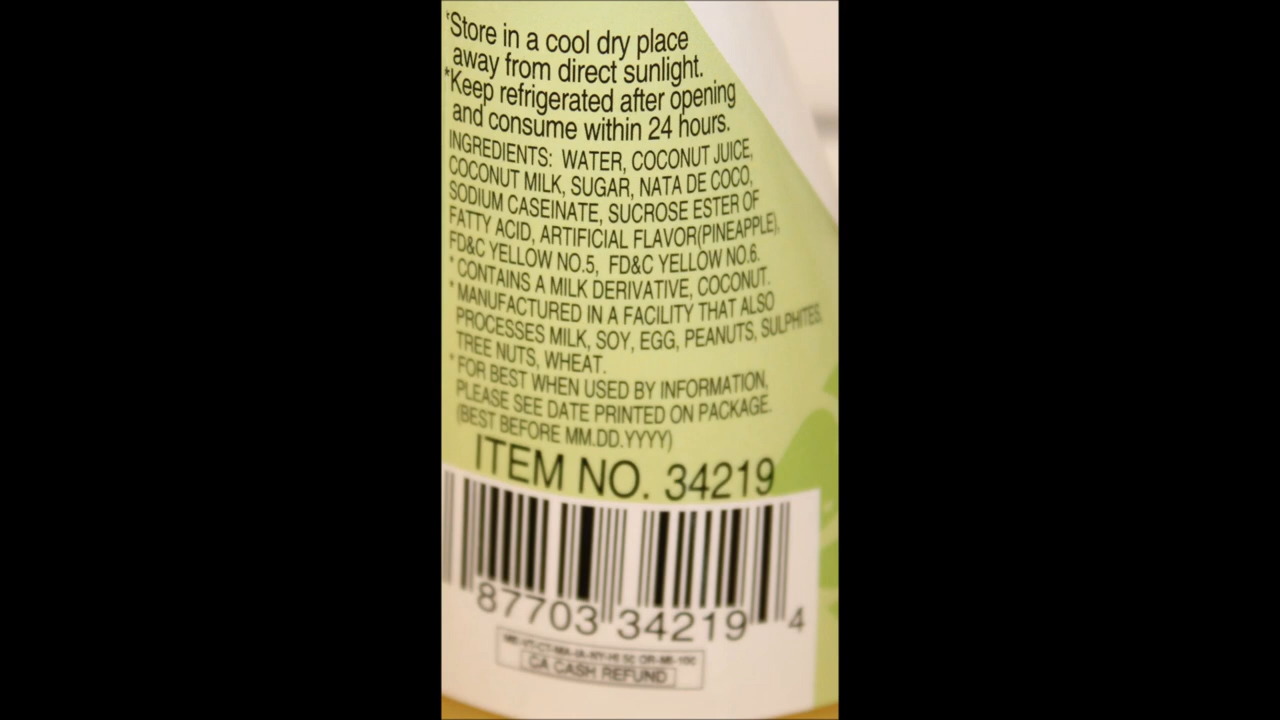 *Store in a cool dry place
away from direct sunlight.
*Keep refrigerated after opening
and consume within 24 hours.
INGREDIENTS: WATER, COCONUT JUICE,
COCONUT MILK, SUGAR, NATA DE COCO,
SODIUM CASEINATE, SUCROSE ESTER OF
FATTY ACID, ARTIFICIAL FLAVOR(PINEAPPLE),
FD&C YELLOW NO.5, FD&C YELLOW NO.6.
* CONTAINS A MILK DERIVATIVE, COCONUT.
* MANUFACTURED IN A FACILITY THAT ALSO
PROCESSES MILK, SOY, EGG, PEANUTS, SULPHITES,
TREE NUTS, WHEAT.
* FOR BEST WHEN USED BY INFORMATION,
PLEASE SEE DATE PRINTED ON PACKAGE.
(BEST BEFORE MM.DD.YYYY)
ITEM NO. 34219
87703 34219 4
CA CASH REFUND